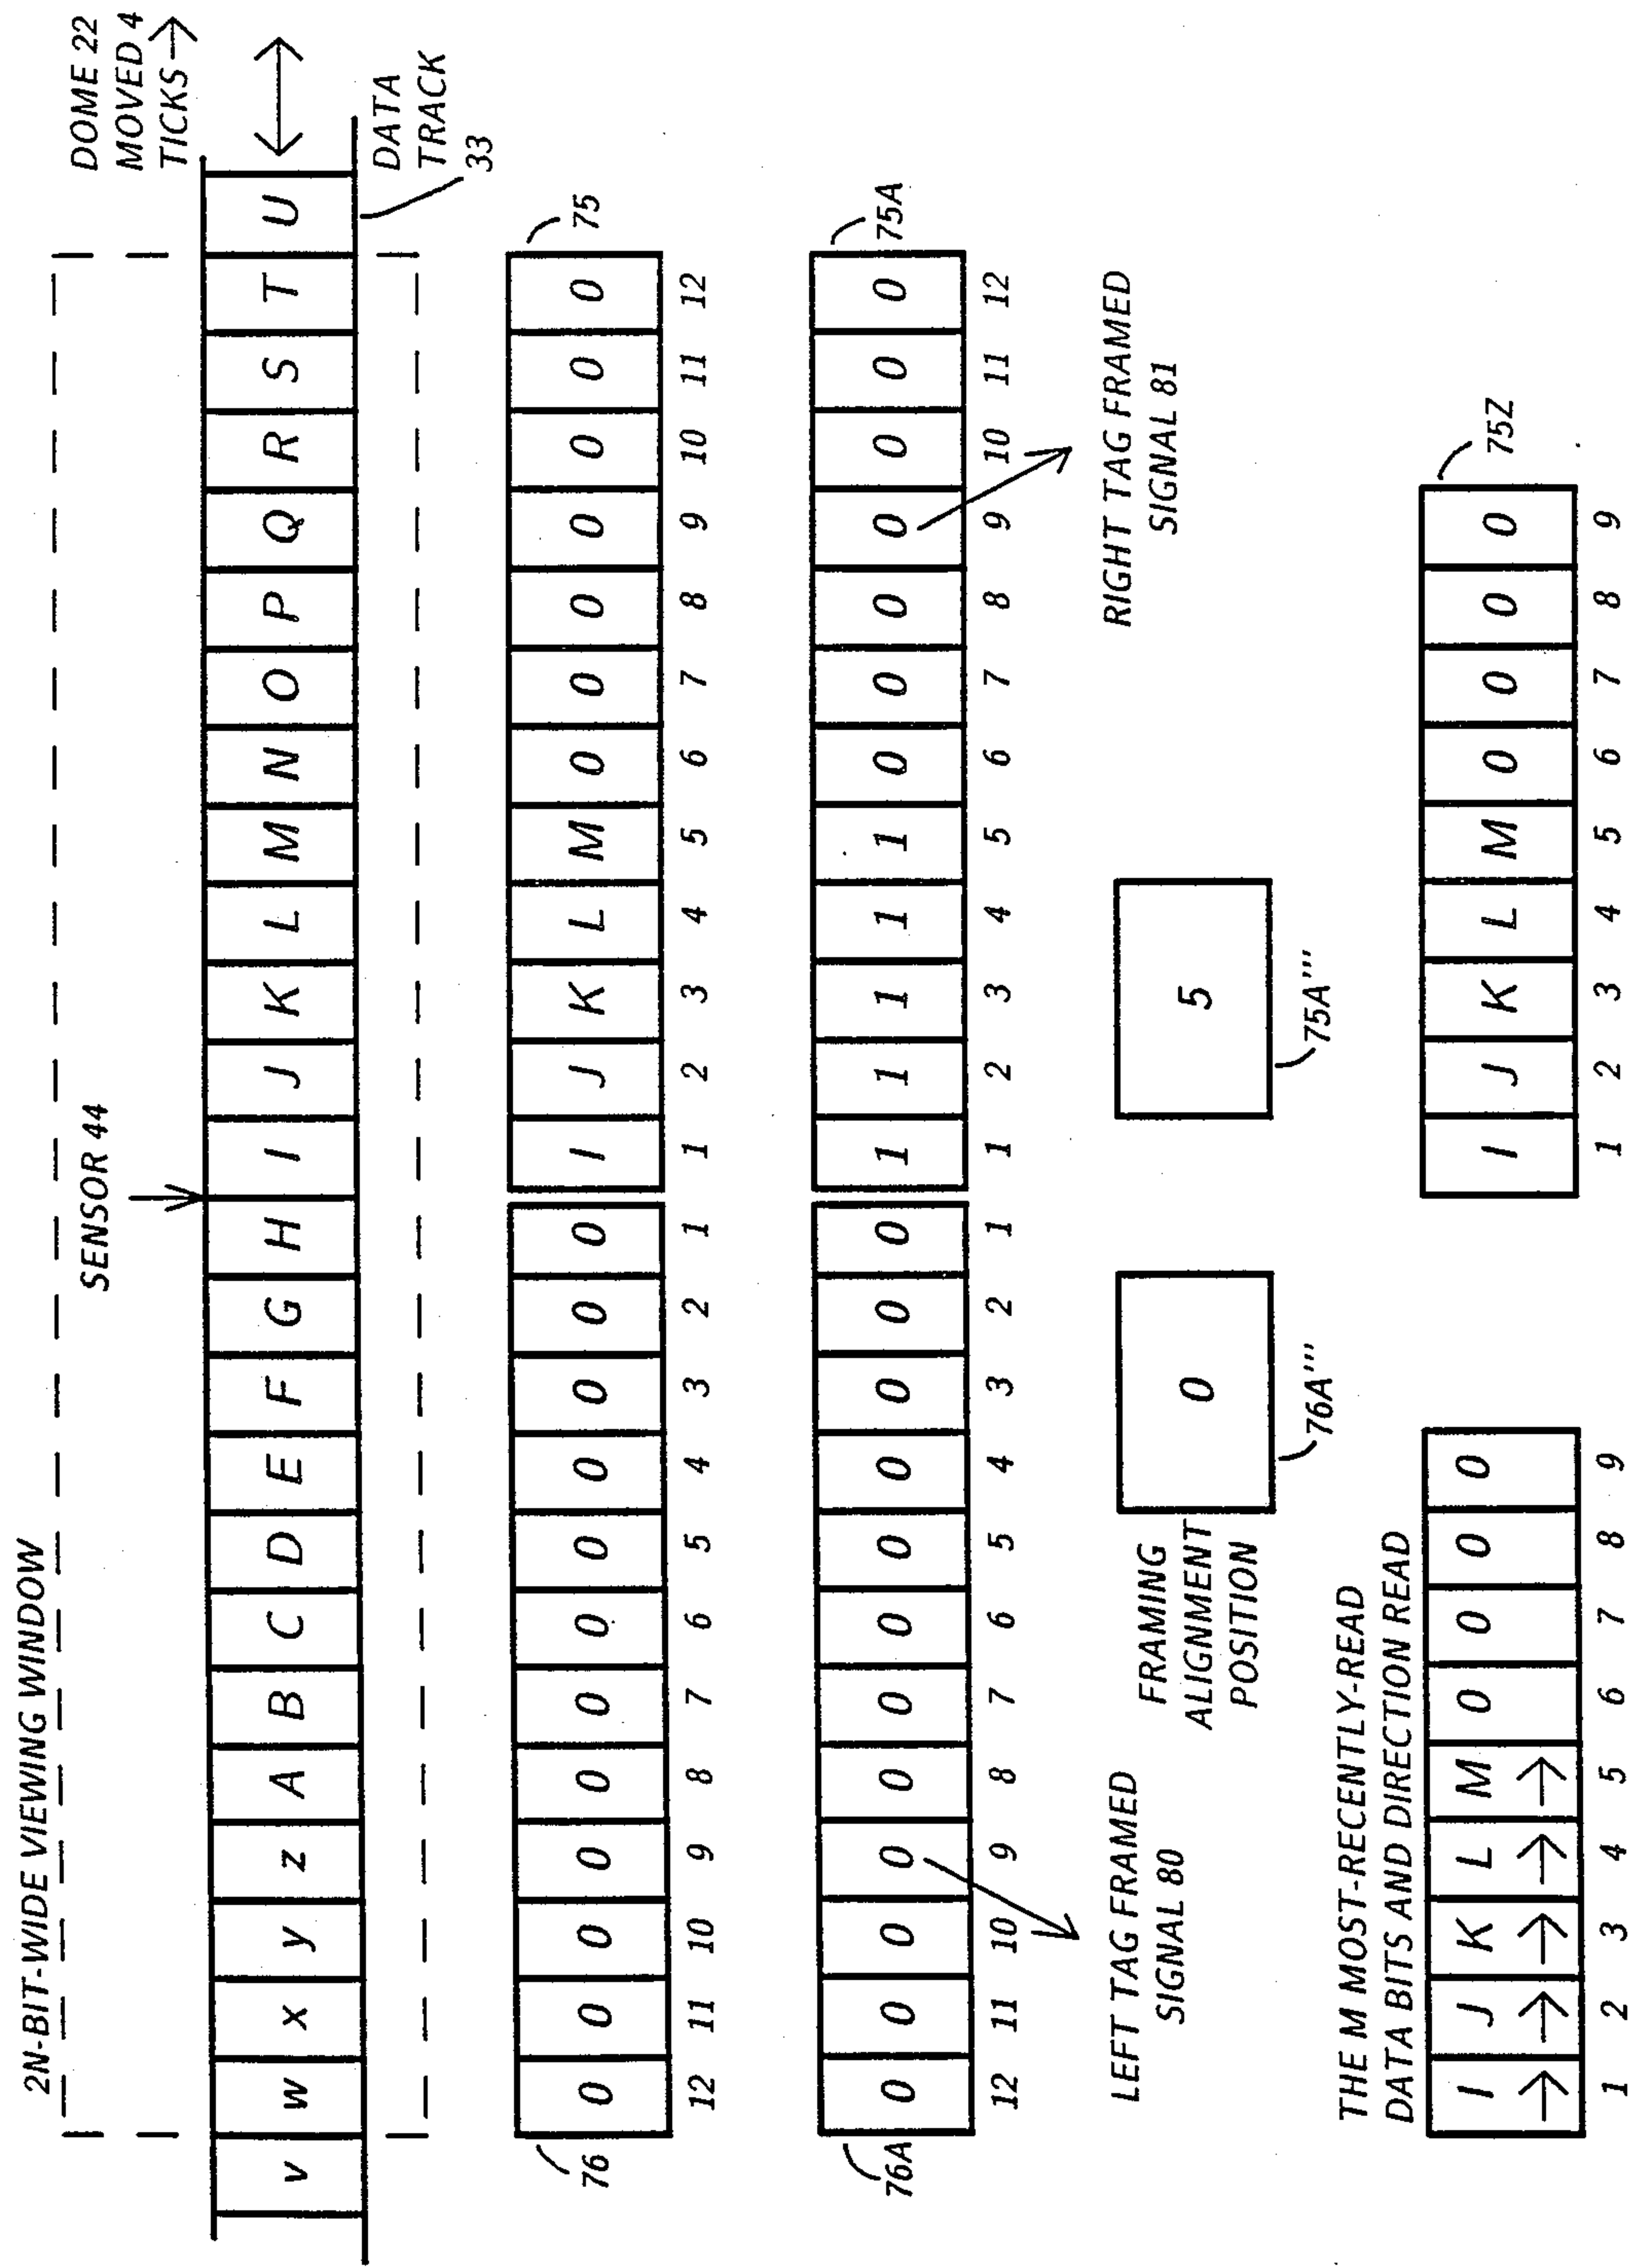 2N-BIT-WIDE VIEWING WINDOW
SENSOR 44
DOME 22
MOVED 4
TICKS→
v w x y z A B C D E F G H I J K L M N O P Q R S T U
DATA
TRACK
33
76
0 0 0 0 0 0 0 0 0 0 0 0
12 11 10 9 8 7 6 5 4 3 2 1
I J K L M 0 0 0 0 0 0 0
75
1 2 3 4 5 6 7 8 9 10 11 12
76A
0 0 0 0 0 0 0 0 0 0 0 0
12 11 10 9 8 7 6 5 4 3 2 1
1 1 1 1 1 0 0 0 0 0 0 0
75A
1 2 3 4 5 6 7 8 9 10 11 12
LEFT TAG FRAMED
SIGNAL 80
FRAMING
ALIGNMENT
POSITION
0
76A'''
5
75A'''
RIGHT TAG FRAMED
SIGNAL 81
THE M MOST-RECENTLY-READ
DATA BITS AND DIRECTION READ
I J K L M 0 0 0 0
→ → → → →
1 2 3 4 5 6 7 8 9
I J K L M 0 0 0 0
75Z
1 2 3 4 5 6 7 8 9